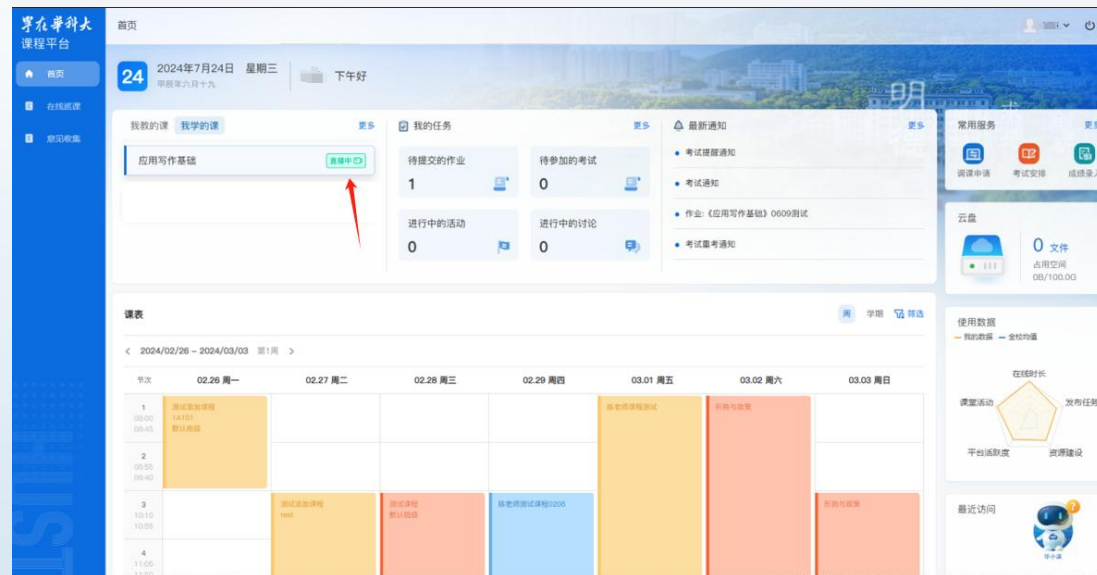 学在华科大
课程平台
首页
在线巡课
意见收集
首页
24
2024年7月24日 星期三
甲辰年六月十九
下午好
我教的课 我学的课 更多
应用写作基础 直播中
我的任务 更多
待提交的作业
1
待参加的考试
0
进行中的活动
0
进行中的讨论
0
最新通知 更多
考试提醒通知
考试通知
作业:《应用写作基础》0609测试
考试重考通知
常用服务
调课申请
考试安排
成绩录入
云盘
0 文件
占用空间
0B/100.0G
课表
周 学期 筛选
2024/02/26 - 2024/03/03 第1周
节次 02.26 周一 02.27 周二 02.28 周三 02.29 周四 03.01 周五 03.02 周六 03.03 周日
1
08:00
08:45
测试追加课程
1A101
默认班级
陈老师课程测试
形势与政策
2
08:55
09:40
3
10:10
10:55
测试追加课程
test
测试课程
默认班级
陈老师测试课程0208
形势与政策
4
11:05
使用数据
我的数据 全校均值
在线时长
课堂活动
发布任务
平台活跃度
资源建设
最近访问
华小温
HUST